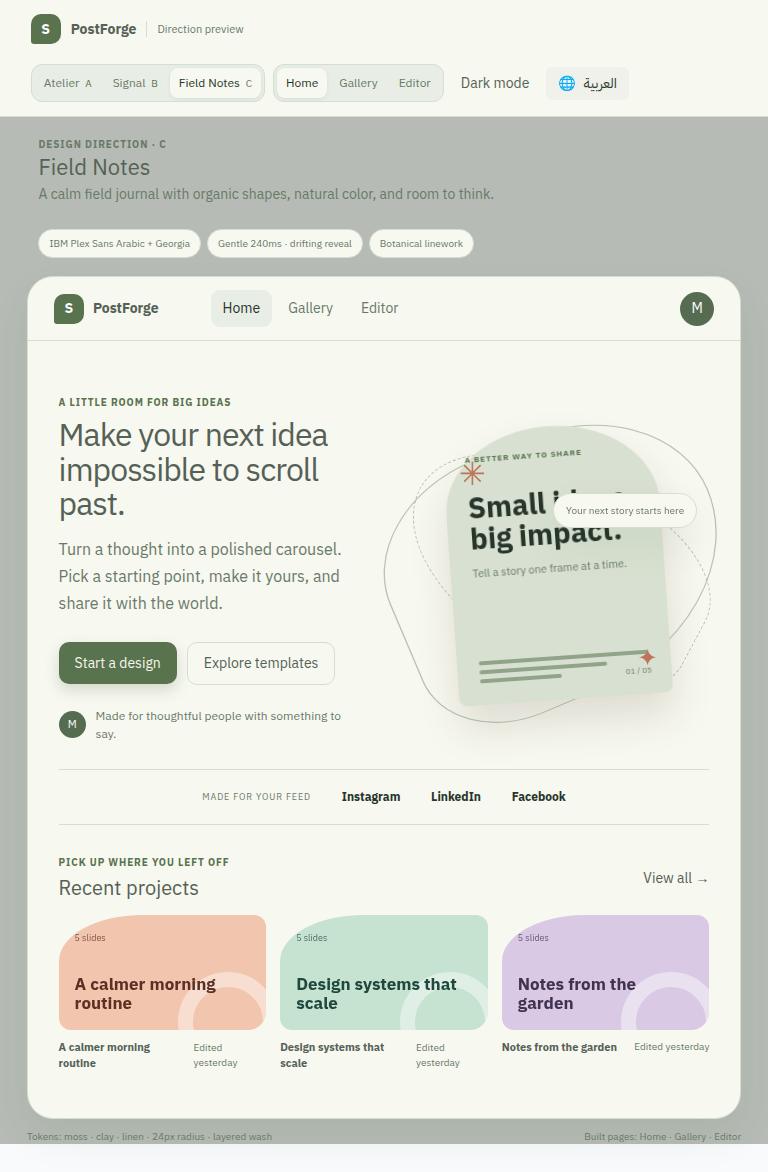 S PostForge Direction preview
Atelier A Signal B Field Notes C Home Gallery Editor Dark mode العربية
DESIGN DIRECTION · C
Field Notes
A calm field journal with organic shapes, natural color, and room to think.
IBM Plex Sans Arabic + Georgia Gentle 240ms · drifting reveal Botanical linework
S PostForge Home Gallery Editor M
A LITTLE ROOM FOR BIG IDEAS
Make your next idea
impossible to scroll
past.
Turn a thought into a polished carousel.
Pick a starting point, make it yours, and
share it with the world.
Start a design Explore templates
M Made for thoughtful people with something to
say.
A BETTER WAY TO SHARE
Small
big impact.
Your next story starts here
Tell a story one frame at a time.
01 / 05
MADE FOR YOUR FEED Instagram LinkedIn Facebook
PICK UP WHERE YOU LEFT OFF
Recent projects
View all →
5 slides
A calmer morning
routine
A calmer morning
routine
Edited
yesterday
5 slides
Design systems that
scale
Design systems that
scale
Edited
yesterday
5 slides
Notes from the
garden
Notes from the garden
Edited yesterday
Tokens: moss · clay · linen · 24px radius · layered wash
Built pages: Home · Gallery · Editor